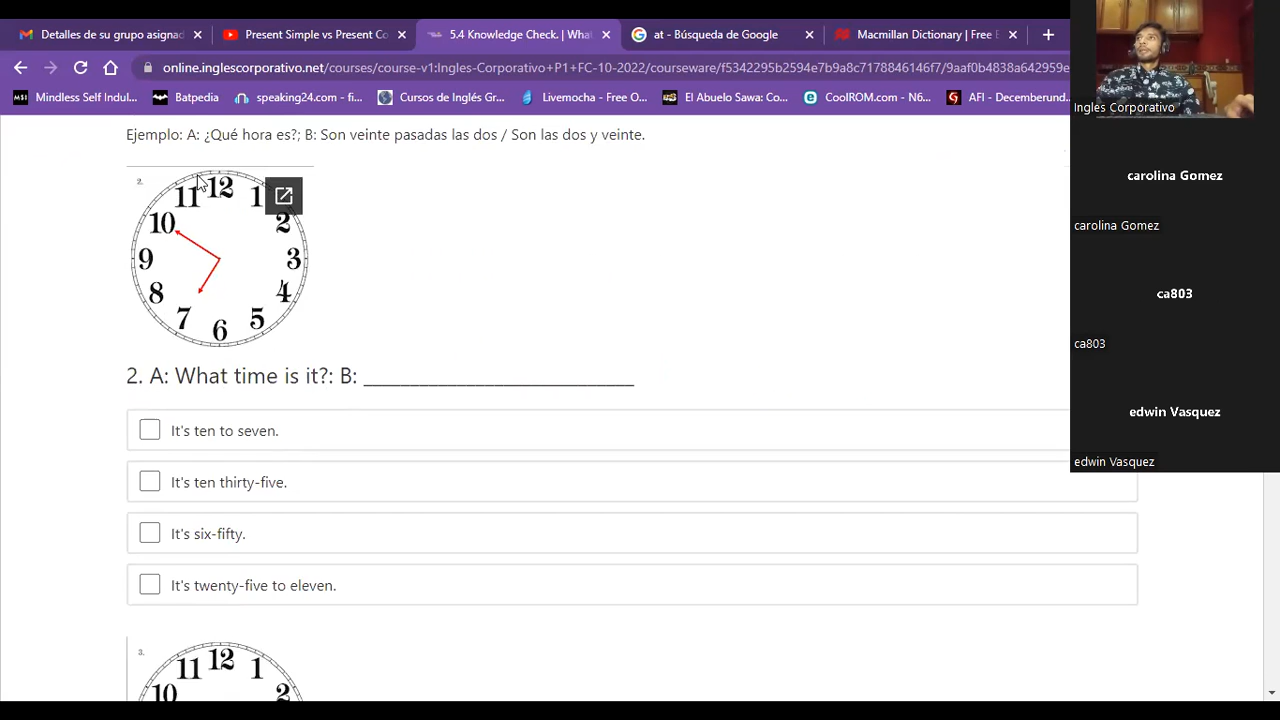 Detalles de su grupo asignad
Present Simple vs Present Co
5.4 Knowledge Check. | Wha
at - Búsqueda de Google
Macmillan Dictionary | Free E
online.inglescorporativo.net/courses/course-v1:Ingles-Corporativo+P1+FC-10-2022/courseware/f5342295b2594e7b9a8c7178846146f7/9aaf0b4838a642959e
Mindless Self Indul...
Batpedia
speaking24.com - fi...
Cursos de Inglés Gr...
Livemocha - Free O...
El Abuelo Sawa: Co...
CoolROM.com - N6...
AFI - Decemberund...
Ingles Corporativo
carolina Gomez
carolina Gomez
ca803
ca803
edwin Vasquez
edwin Vasquez
Ejemplo: A: ¿Qué hora es?; B: Son veinte pasadas las dos / Son las dos y veinte.
2.
12
1
2
3
4
5
6
7
8
9
10
11
2. A: What time is it?: B: ___________________________
It's ten to seven.
It's ten thirty-five.
It's six-fifty.
It's twenty-five to eleven.
3.
11
12
1
10
2